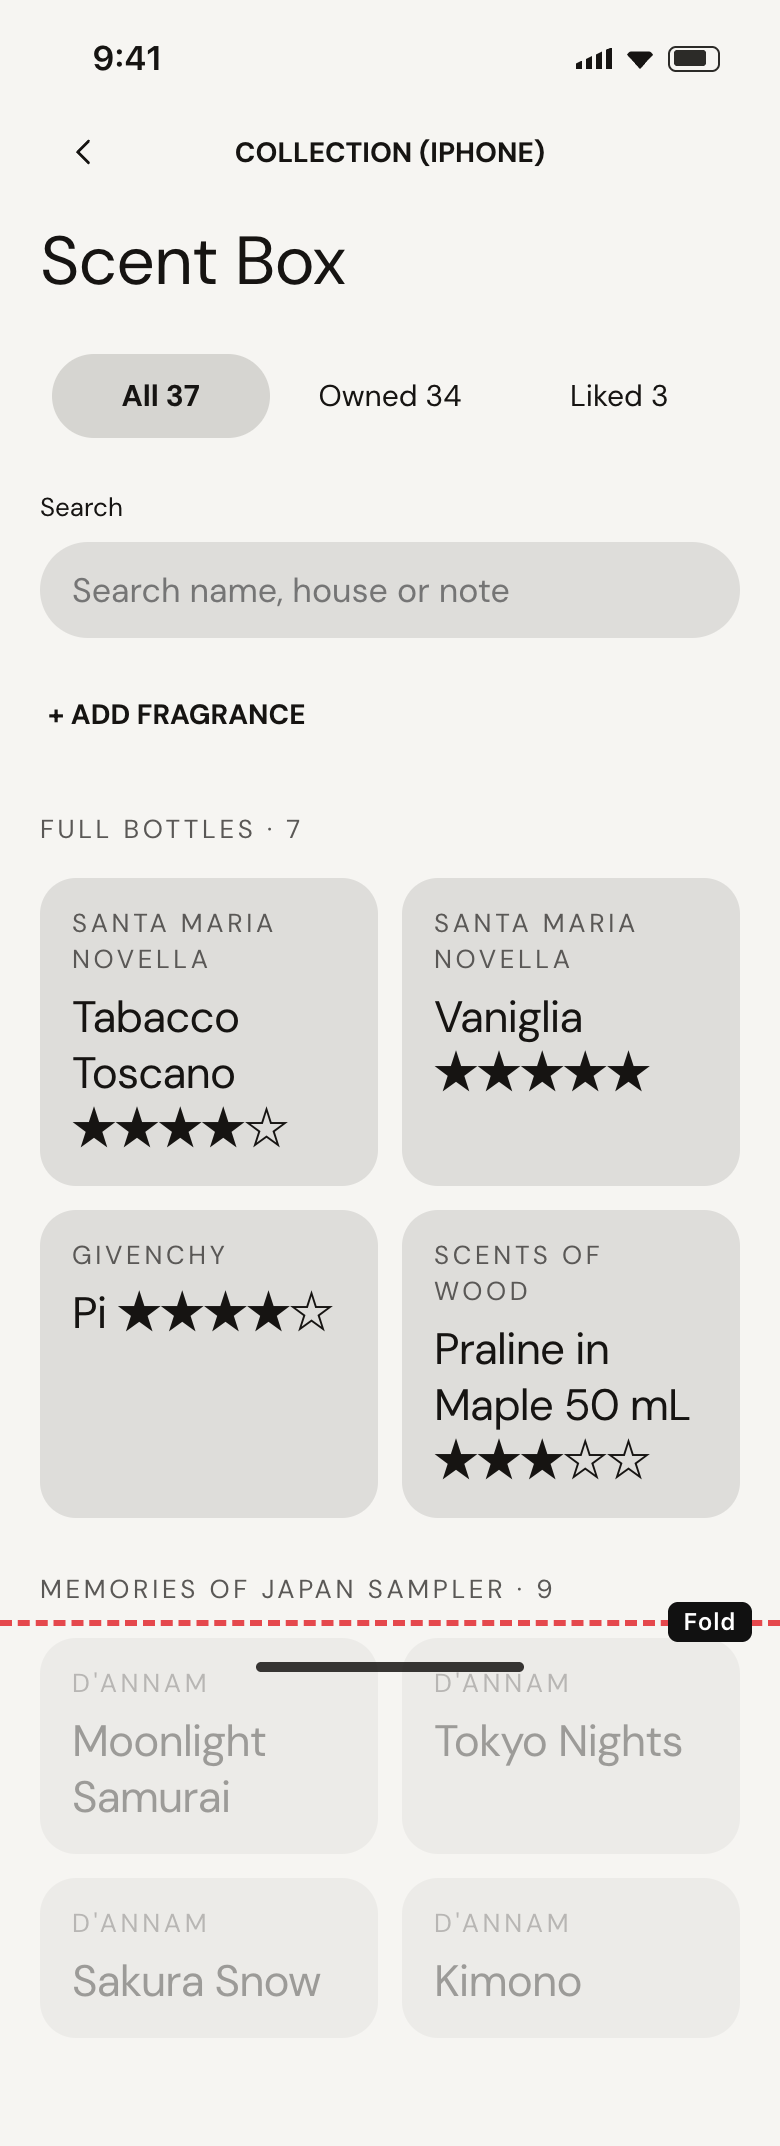 9:41
COLLECTION (IPHONE)
Scent Box
All 37 Owned 34 Liked 3
Search
Search name, house or note
+ ADD FRAGRANCE
FULL BOTTLES · 7
SANTA MARIA
NOVELLA
Tabacco
Toscano
★★★★☆
SANTA MARIA
NOVELLA
Vaniglia
★★★★★
GIVENCHY
Pi ★★★★☆
SCENTS OF
WOOD
Praline in
Maple 50 mL
★★★☆☆
MEMORIES OF JAPAN SAMPLER · 9
Fold
D'ANNAM
Moonlight
Samurai
D'ANNAM
Tokyo Nights
D'ANNAM
Sakura Snow
D'ANNAM
Kimono